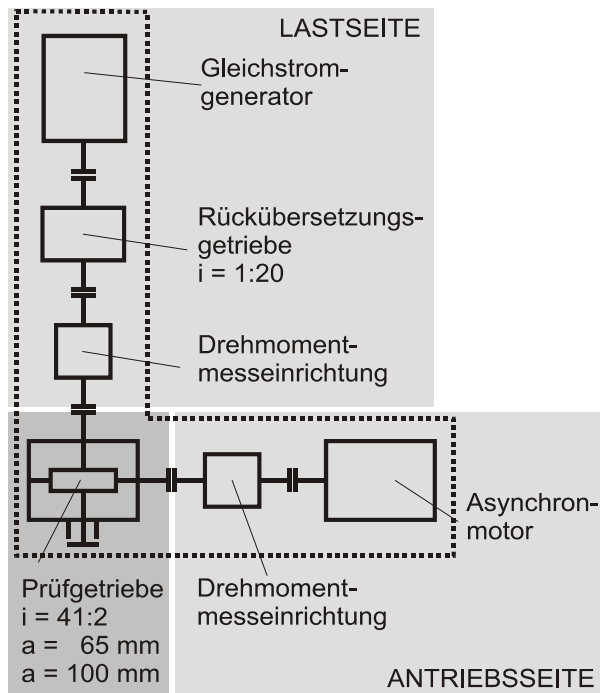 LASTSEITE
Gleichstrom-
generator
Rückübersetzungs-
getriebe
i = 1:20
Drehmoment-
messeinrichtung
Asynchron-
motor
Prüfgetriebe
i = 41:2
a = 65 mm
a = 100 mm
Drehmoment-
messeinrichtung
ANTRIEBSSEITE